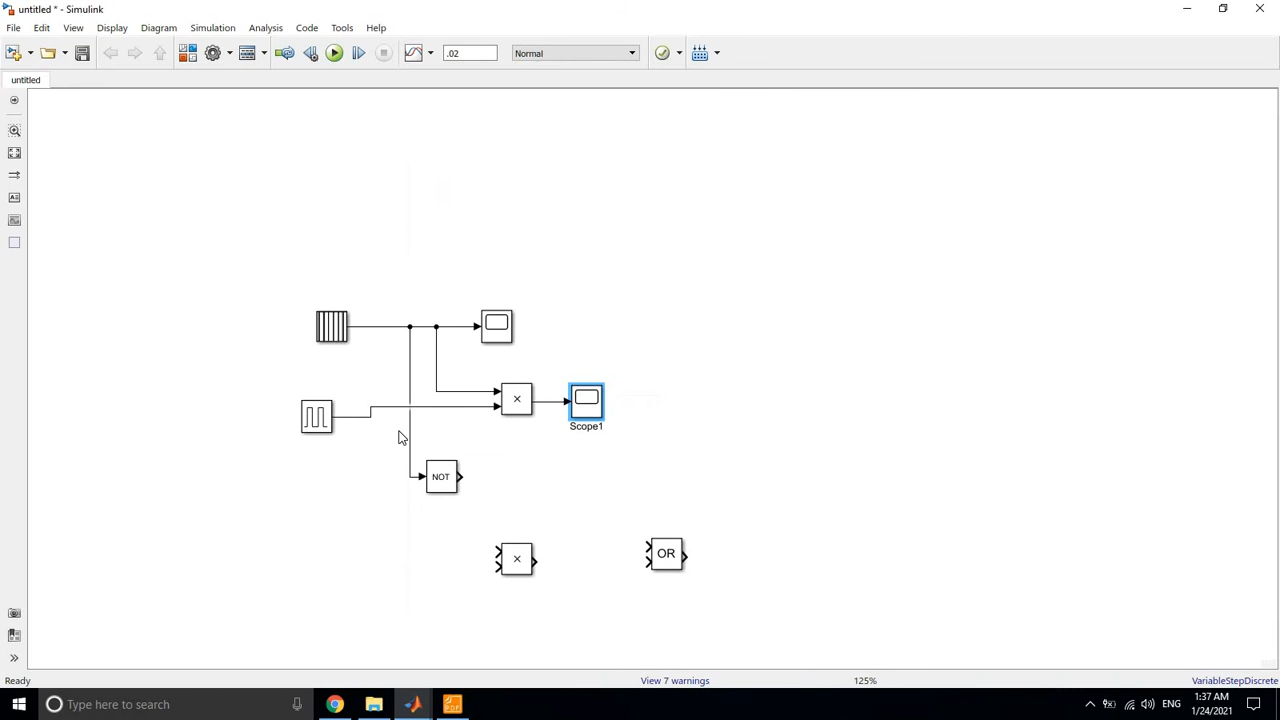 untitled * - Simulink
File Edit View Display Diagram Simulation Analysis Code Tools Help
.02 Normal
untitled
×
Scope1
NOT
×
OR
Ready View 7 warnings 125% VariableStepDiscrete
Type here to search
PDF
ENG
1:37 AM
1/24/2021